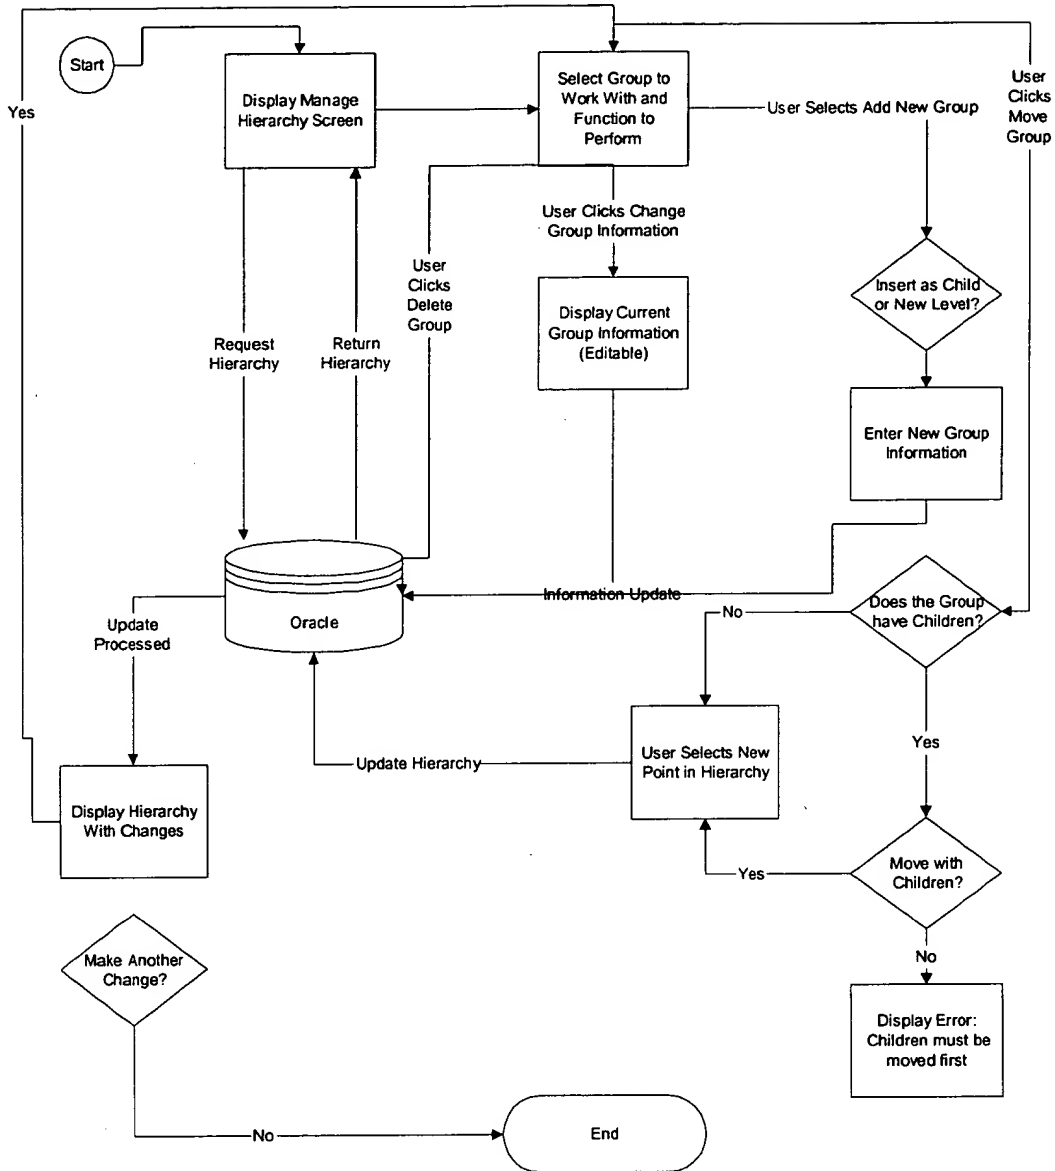 Start
Yes
Display Manage
Hierarchy Screen
Select Group to
Work With and
Function to
Perform
User Selects Add New Group
User
Clicks
Move
Group
User Clicks Change
Group Information
User
Clicks
Delete
Group
Insert as Child
or New Level?
Display Current
Group Information
(Editable)
Request
Hierarchy
Return
Hierarchy
Enter New Group
Information
Information Update
Oracle
Update
Processed
No
Does the Group
have Children?
Yes
User Selects New
Point in Hierarchy
Update Hierarchy
Display Hierarchy
With Changes
Yes
Move with
Children?
No
Make Another
Change?
Display Error:
Children must be
moved first
No
End